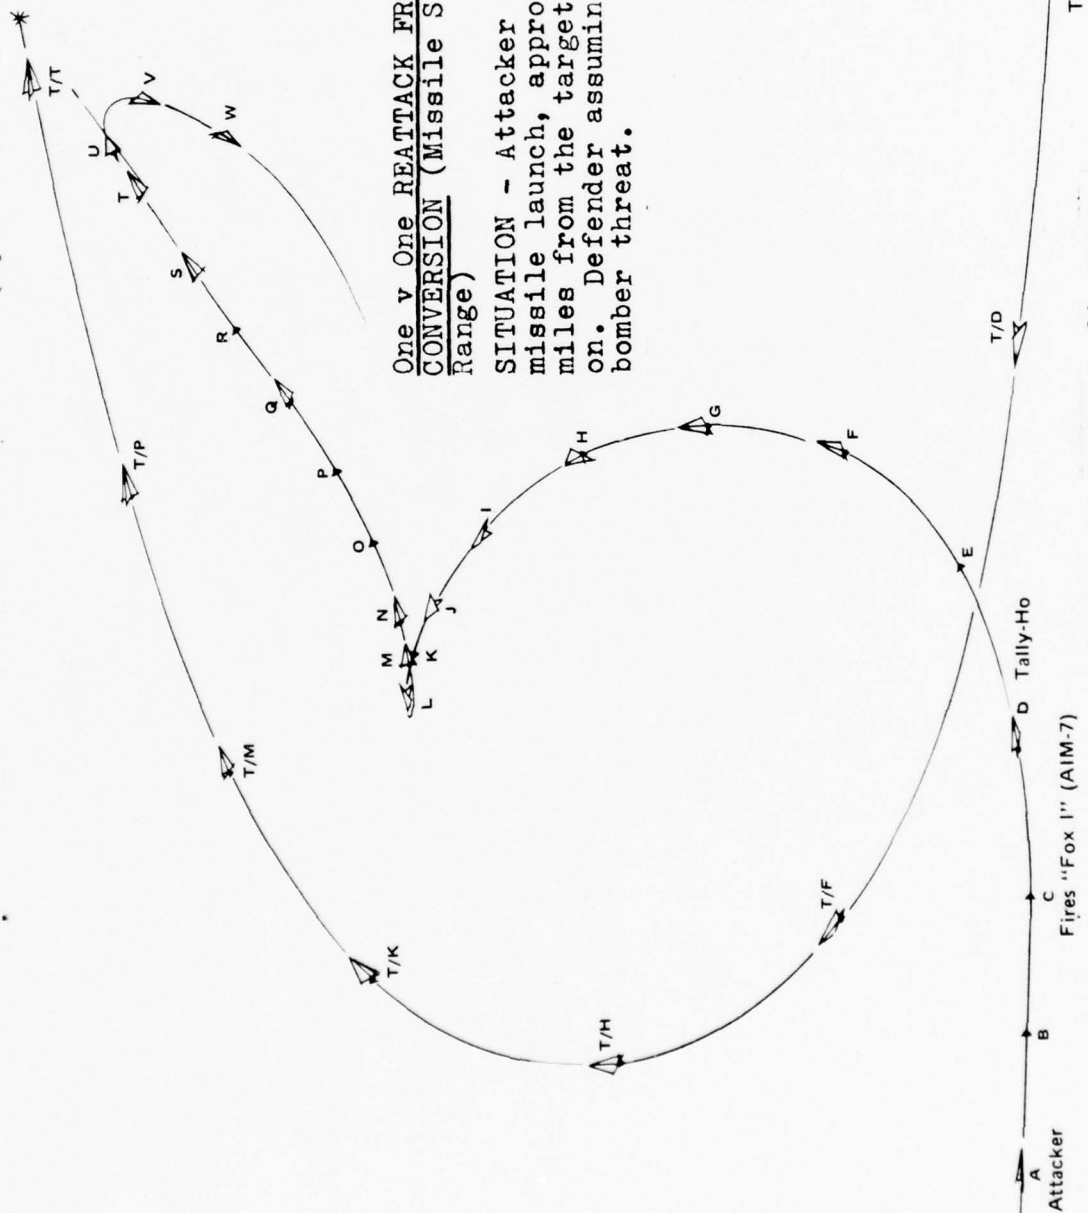 One v One REATTACK FR
CONVERSION (Missile S
Range)
SITUATION - Attacker
missile launch, appro
miles from the target
on. Defender assumin
bomber threat.
T/T
U
V
W
T
S
R
Q
P
O
N
M
L
K
J
I
H
G
F
E
D Tally-Ho
C
Fires "Fox I" (AIM-7)
B
A
Attacker
T/P
T/M
T/K
T/H
T/F
T/D
T